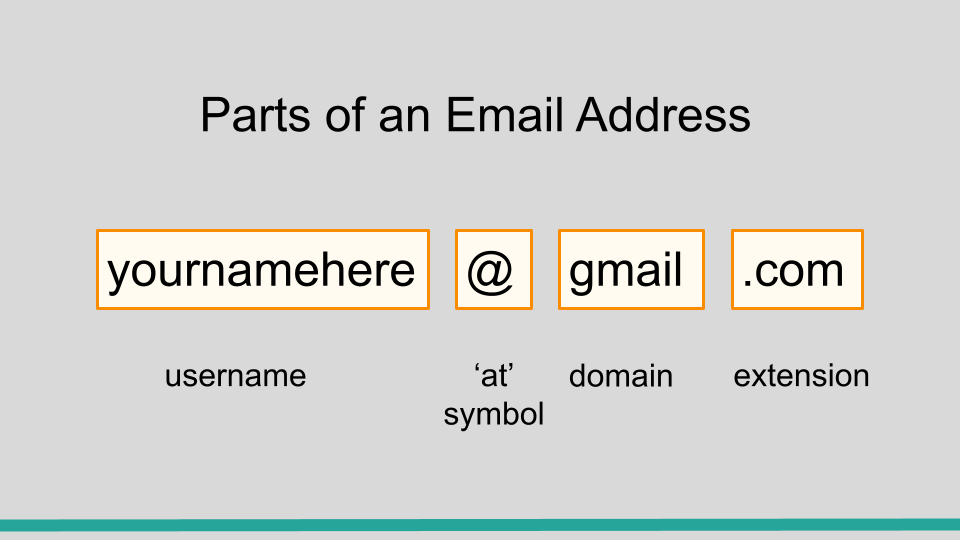 Parts of an Email Address
yournamehere @ gmail .com
username ‘at’ symbol domain extension